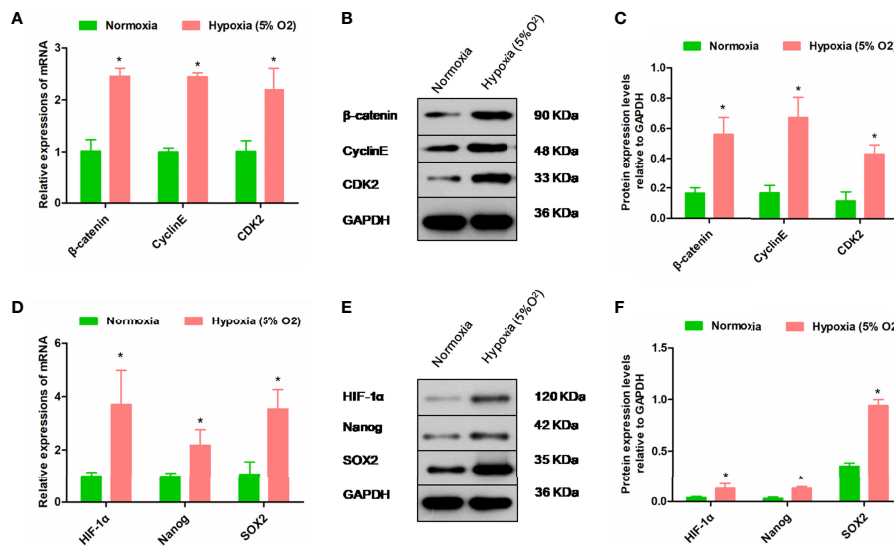 A
Normoxia
Hypoxia (5% O2)
Relative expressions of mRNA
3
2
1
0
*
*
*
β-catenin
CyclinE
CDK2
B
Normoxia
Hypoxia (5%O²)
β-catenin 90 KDa
CyclinE 48 KDa
CDK2 33 KDa
GAPDH 36 KDa
C
Normoxia
Hypoxia (5% O2
Protein expression levels
relative to GAPDH
1.0
0.8
0.6
0.4
0.2
0.0
*
*
*
β-catenin
CyclinE
CDK2
D
Normoxia
Hypoxia (5% O2)
Relative expressions of mRNA
6
4
2
0
*
*
*
HIF-1α
Nanog
SOX2
E
Normoxia
Hypoxia (5%O²)
HIF-1α 120 KDa
Nanog 42 KDa
SOX2 35 KDa
GAPDH 36 KDa
F
Normoxia
Hypoxia (5% O2
Protein expression levels
relative to GAPDH
1.5
1.0
0.5
0.0
*
*
*
HIF-1α
Nanog
SOX2